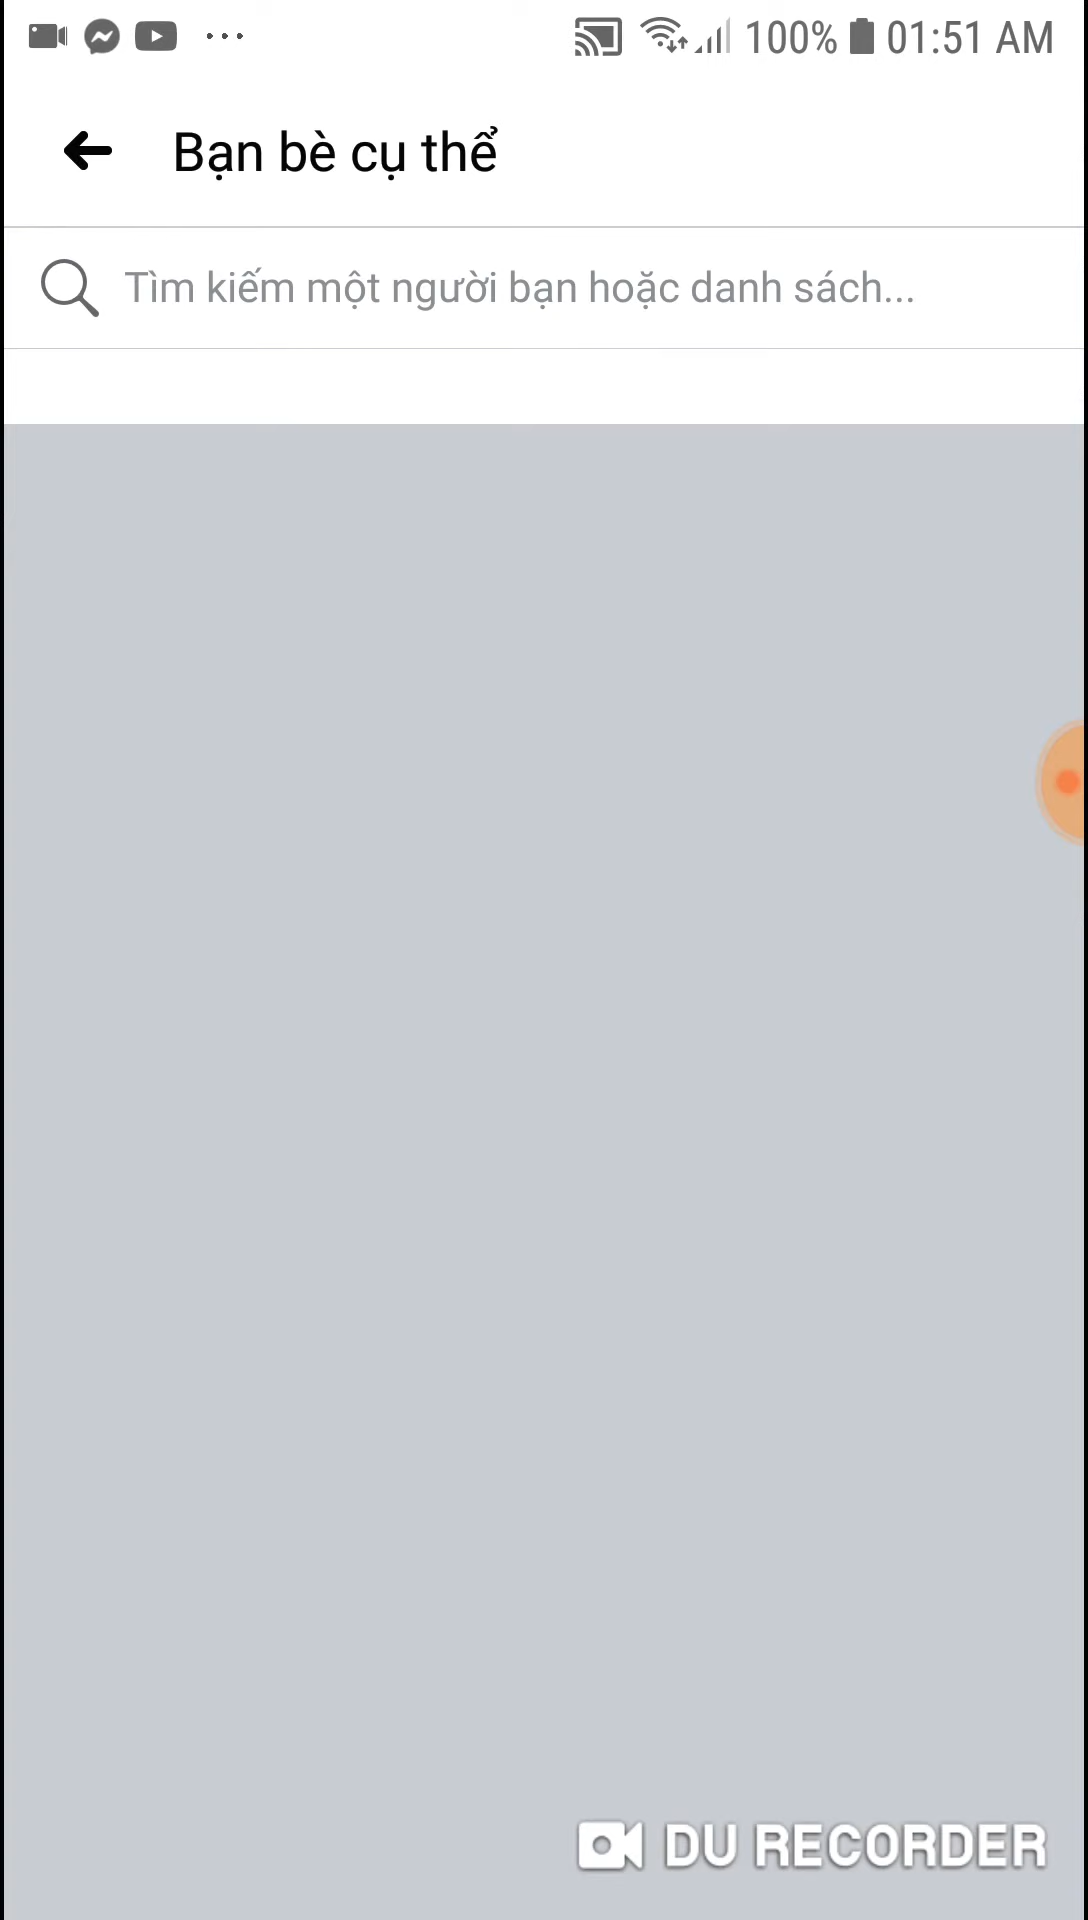 100% 01:51 AM
Bạn bè cụ thể
Tìm kiếm một người bạn hoặc danh sách...
DU RECORDER